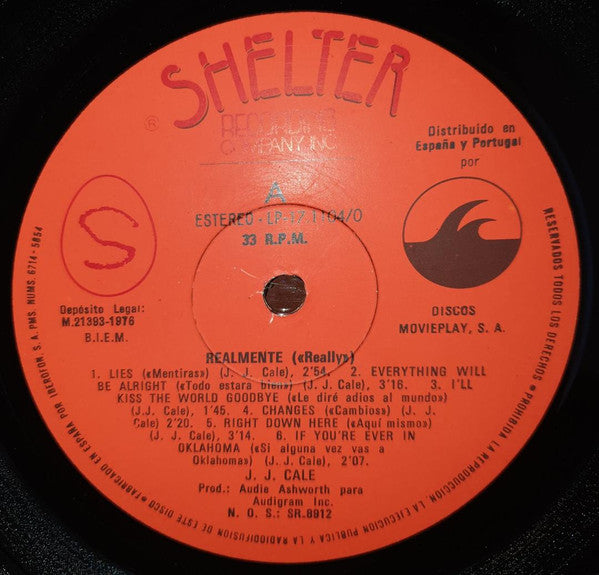 SHELTER
®
RECORDING
COMPANY, INC.
Distribuido en
España y Portugal
por
A
ESTEREO - LP-17.1104/0
33 R.P.M.
S
Depósito Legal:
M.21393-1976
B.I.E.M.
DISCOS
MOVIEPLAY, S. A.
REALMENTE («Really»)
1. LIES («Mentiras») (J. J. Cale), 2'54. 2. EVERYTHING WILL
BE ALRIGHT «Todo estara bien») (J. J. Cale), 3'16. 3. I'LL
KISS THE WORLD GOODBYE («Le diré adios al mundo»)
(J. J. Cale), 1'45. 4. CHANGES «Cambios») (J. J.
Cale) 2'20. 5. RIGHT DOWN HERE («Aquí mismo»)
(J. J. Cale), 3'14. 6. IF YOU'RE EVER IN
OKLAHOMA («Si alguna vez vas a
Oklahoma») (J. J. Cale), 2'07.
J. J. CALE
Prod.: Audie Ashworth para
Audigram Inc.
N. O. S.: SR.8912
RESERVADOS TODOS LOS DERECHOS • PROHIBIDA LA REPRODUCCION, LA EJECUCION PUBLICA Y LA RADIODIFUSION DE ESTE DISCO • FABRICADO EN ESPAÑA POR IBEROFON, S. A. PMS. NUMS. 6714 - 5854